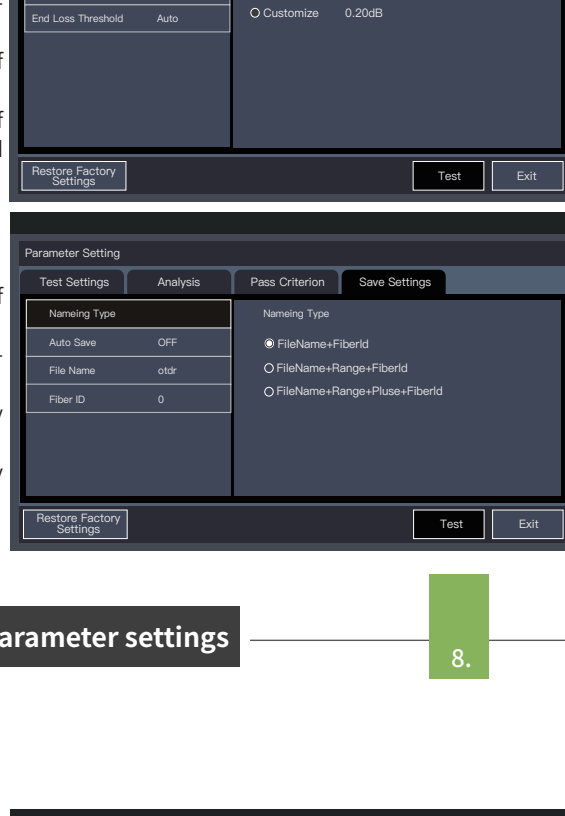 End Loss Threshold Auto
Customize 0.20dB
Restore Factory
Settings
Test Exit
Parameter Setting
Test Settings Analysis Pass Criterion Save Settings
Nameing Type
Auto Save OFF
File Name otdr
Fiber ID 0
Nameing Type
FileName+FiberId
FileName+Range+FiberId
FileName+Range+Pluse+FiberId
Restore Factory
Settings
Test Exit
arameter settings
8.